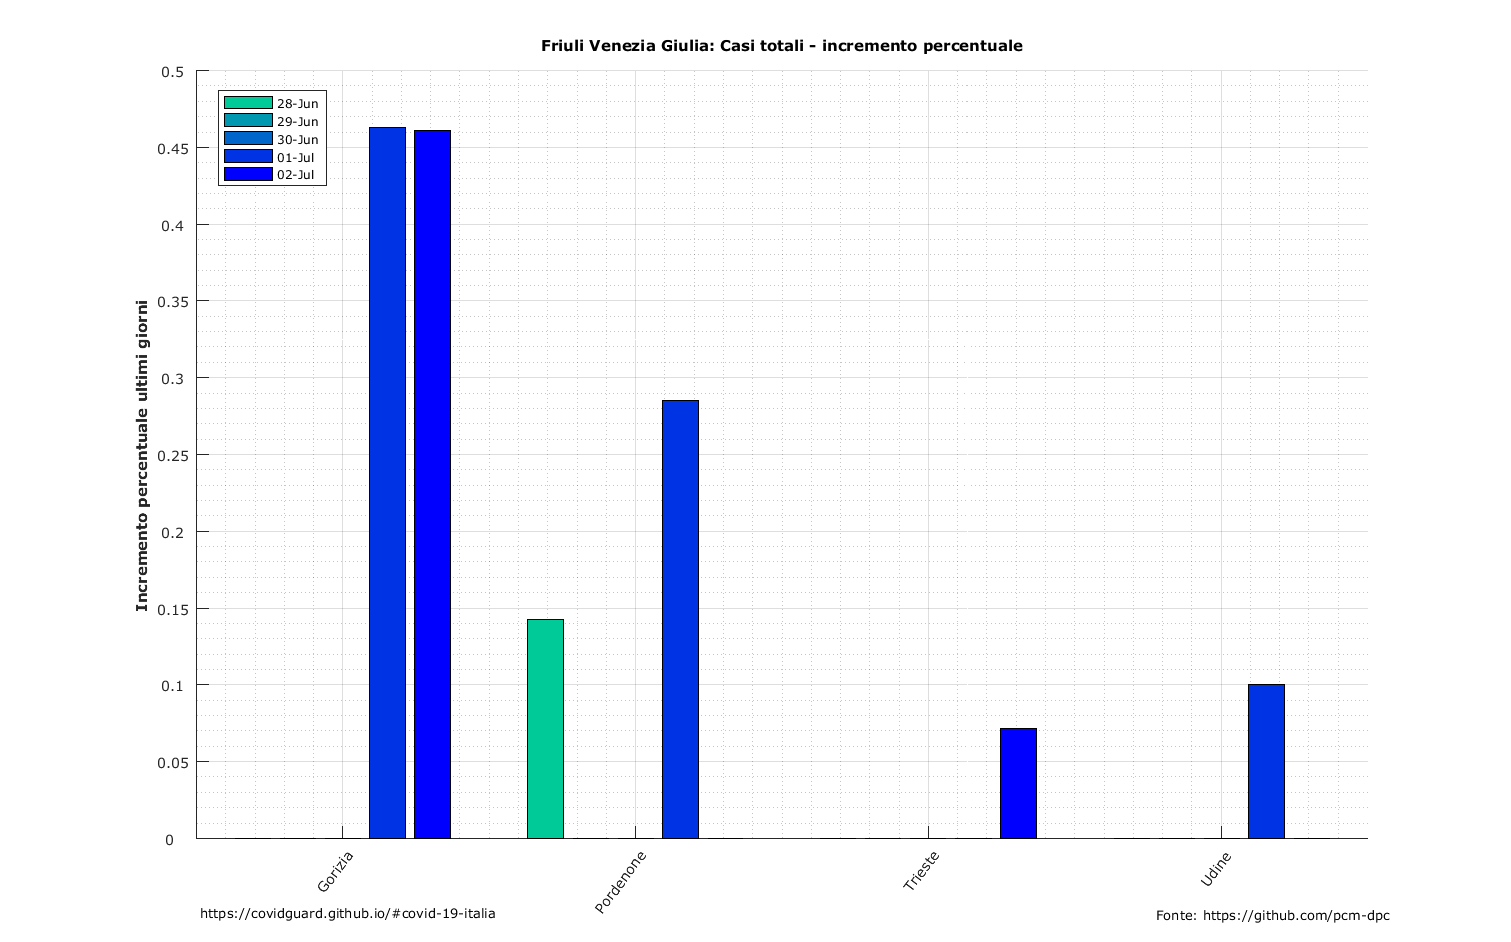 Friuli Venezia Giulia: Casi totali - incremento percentuale
0.5
0.45
0.4
0.35
0.3
0.25
0.2
0.15
0.1
0.05
0
Incremento percentuale ultimi giorni
28-Jun
29-Jun
30-Jun
01-Jul
02-Jul
Gorizia
Pordenone
Trieste
Udine
https://covidguard.github.io/#covid-19-italia
Fonte: https://github.com/pcm-dpc